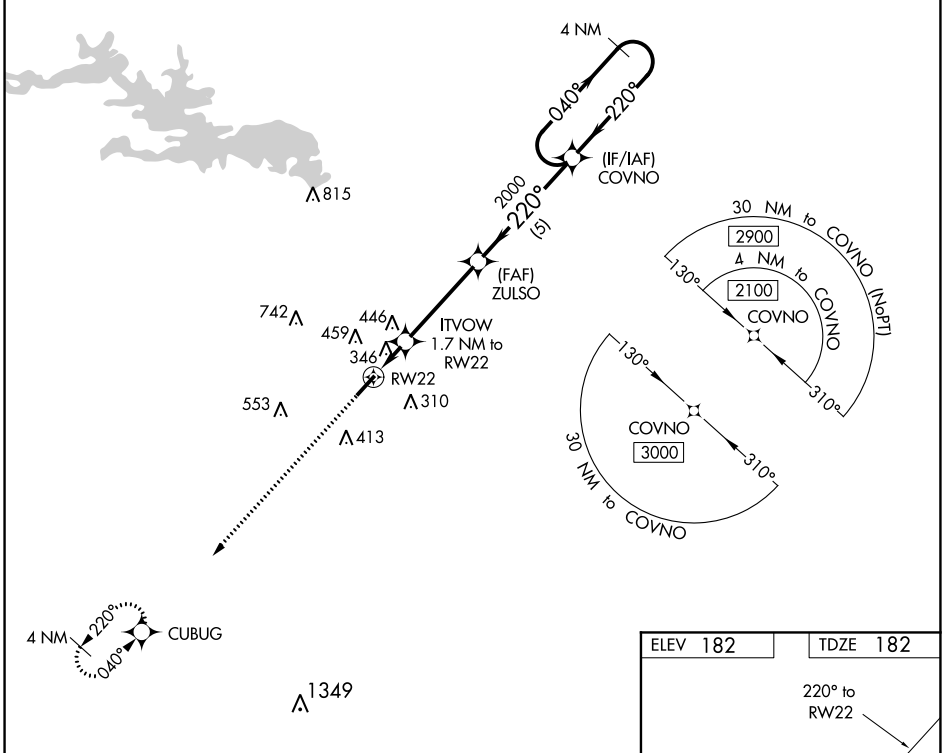 4 NM
040°
220°
(IF/IAF)
COVNO
2000
220°
(5)
815
(FAF)
ZULSO
30 NM to COVNO (NoPT)
2900
4 NM to COVNO
2100
130°
COVNO
310°
742
459
446
346
ITVOW
1.7 NM to
RW22
RW22
310
553
413
130°
COVNO
3000
310°
30 NM to COVNO
4 NM
220°
040°
CUBUG
1349
ELEV 182
TDZE 182
220° to
RW22